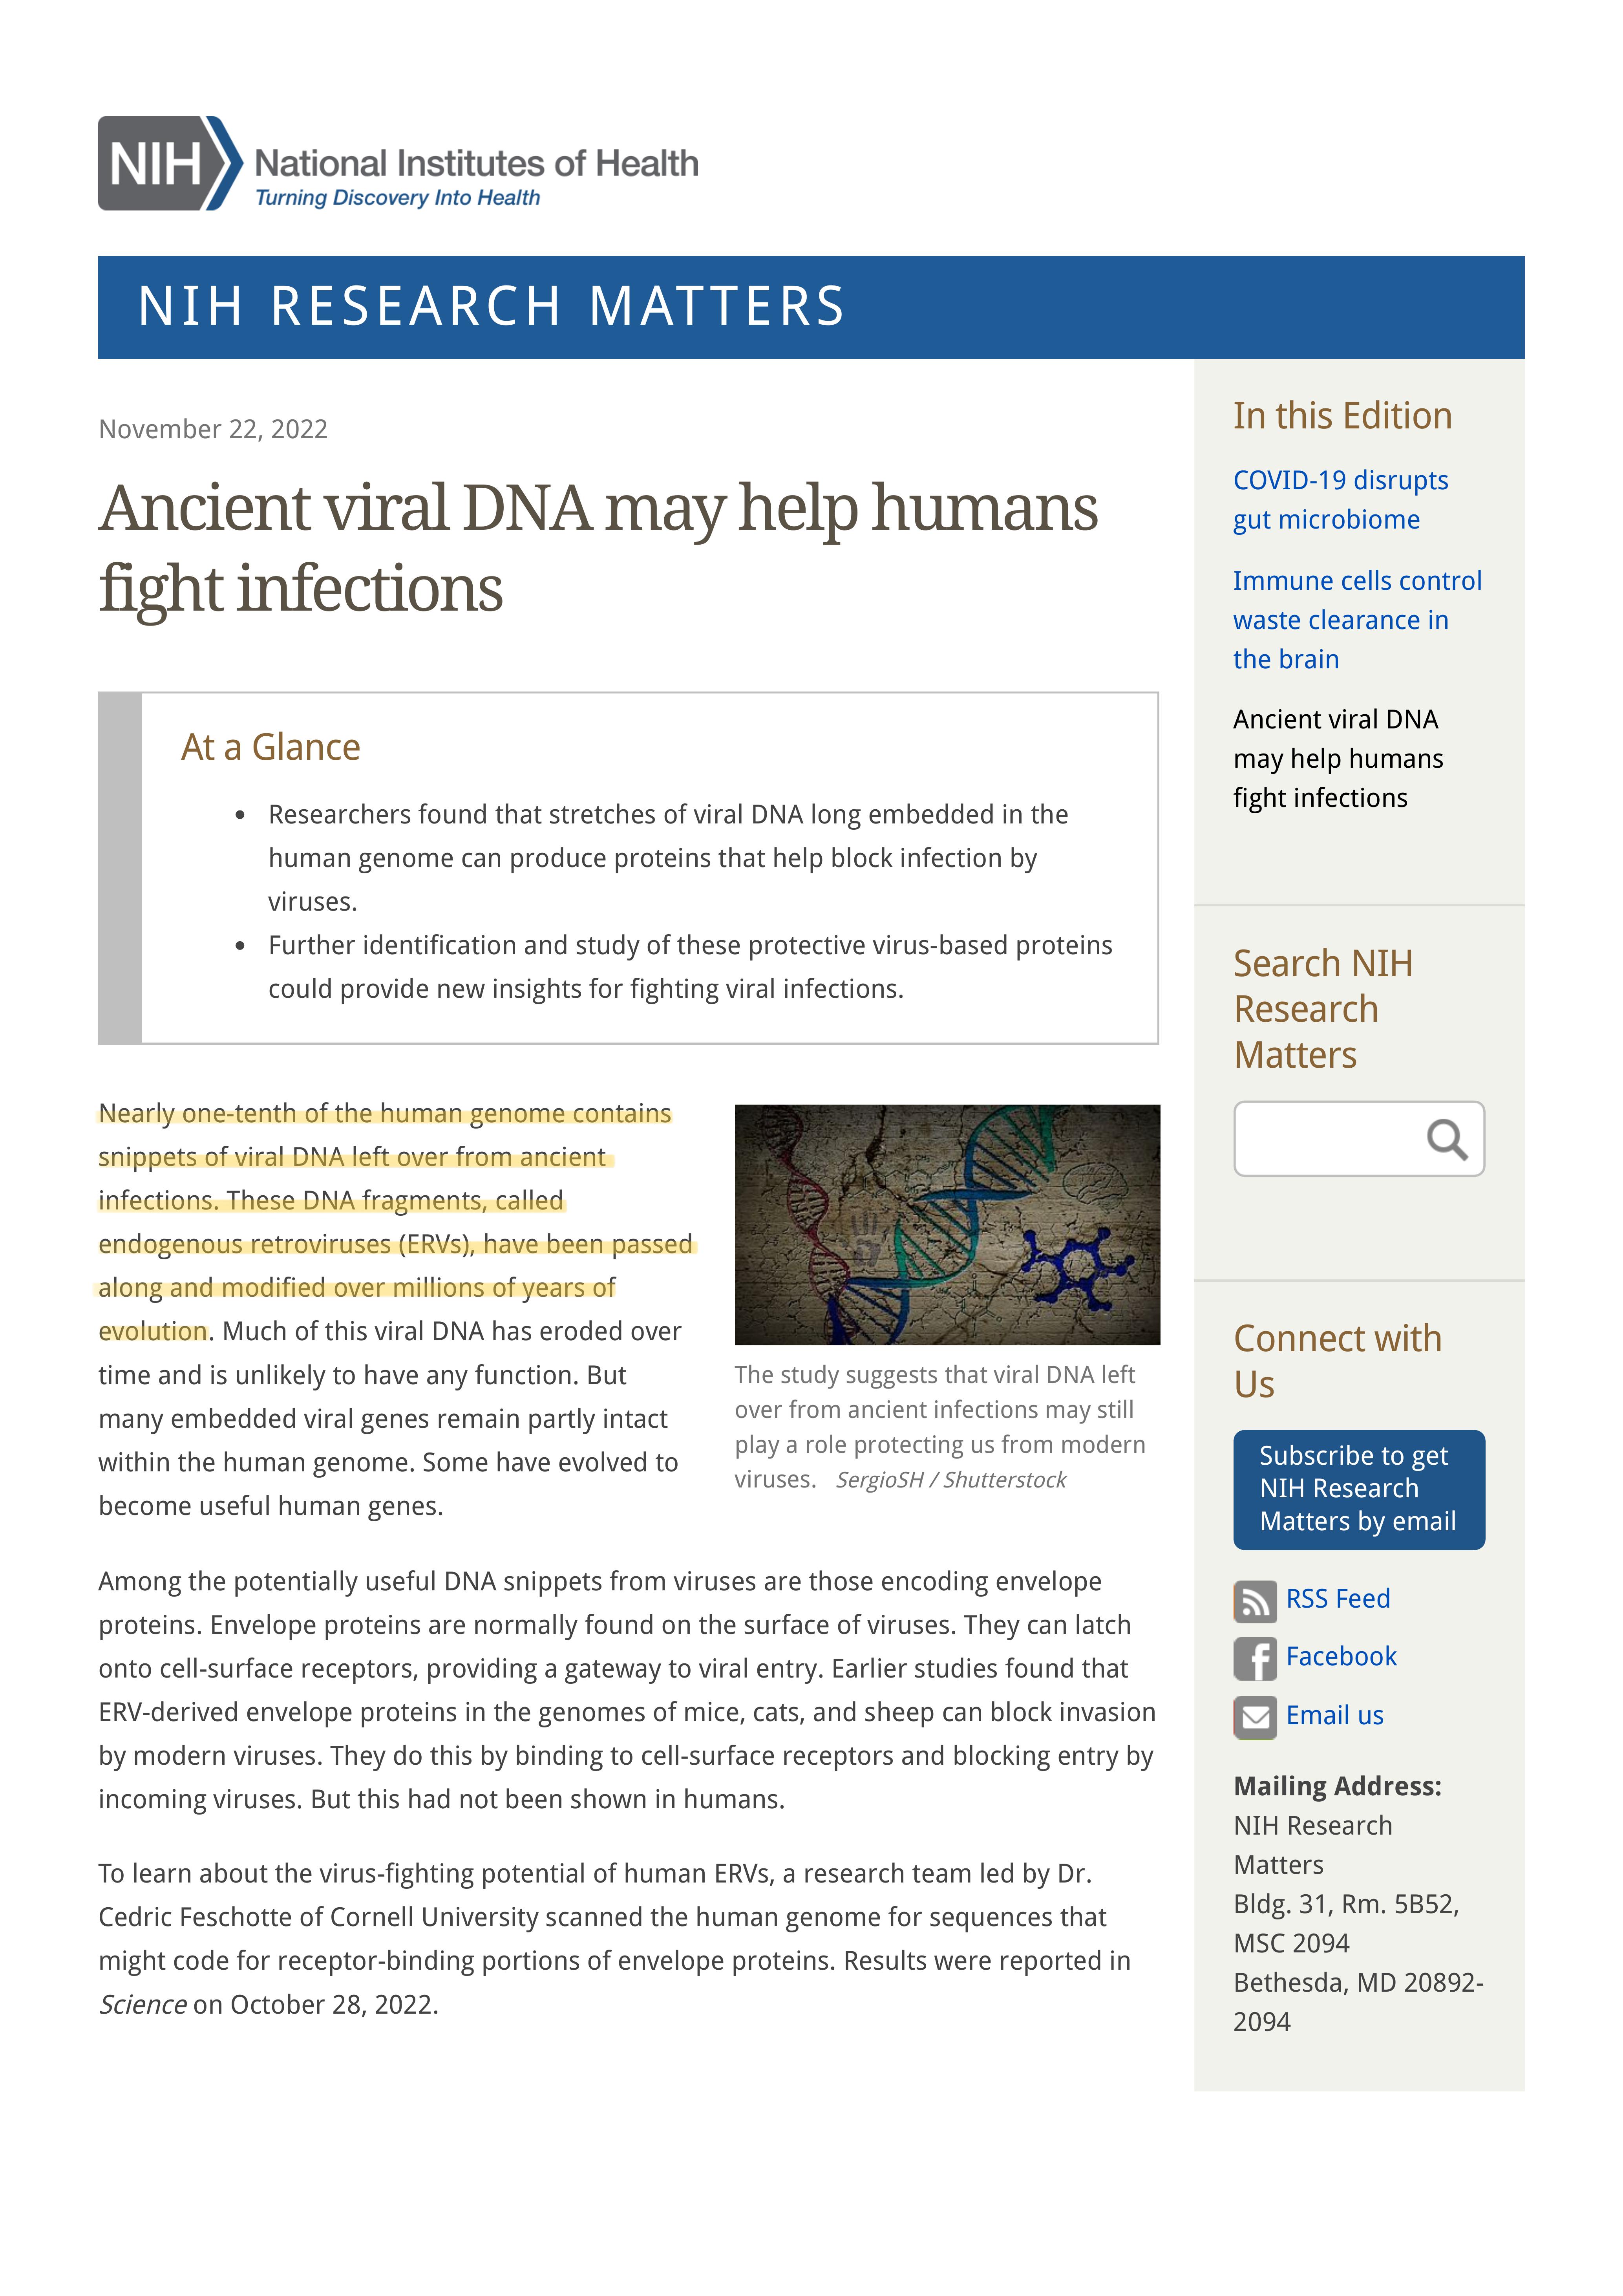 NIH National Institutes of Health
Turning Discovery Into Health
NIH RESEARCH MATTERS
November 22, 2022
Ancient viral DNA may help humans
fight infections
At a Glance
• Researchers found that stretches of viral DNA long embedded in the
human genome can produce proteins that help block infection by
viruses.
• Further identification and study of these protective virus-based proteins
could provide new insights for fighting viral infections.
Nearly one-tenth of the human genome contains
snippets of viral DNA left over from ancient
infections. These DNA fragments, called
endogenous retroviruses (ERVs), have been passed
along and modified over millions of years of
evolution. Much of this viral DNA has eroded over
time and is unlikely to have any function. But
many embedded viral genes remain partly intact
within the human genome. Some have evolved to
become useful human genes.
The study suggests that viral DNA left
over from ancient infections may still
play a role protecting us from modern
viruses. SergioSH / Shutterstock
Among the potentially useful DNA snippets from viruses are those encoding envelope
proteins. Envelope proteins are normally found on the surface of viruses. They can latch
onto cell-surface receptors, providing a gateway to viral entry. Earlier studies found that
ERV-derived envelope proteins in the genomes of mice, cats, and sheep can block invasion
by modern viruses. They do this by binding to cell-surface receptors and blocking entry by
incoming viruses. But this had not been shown in humans.
To learn about the virus-fighting potential of human ERVs, a research team led by Dr.
Cedric Feschotte of Cornell University scanned the human genome for sequences that
might code for receptor-binding portions of envelope proteins. Results were reported in
Science on October 28, 2022.
In this Edition
COVID-19 disrupts
gut microbiome
Immune cells control
waste clearance in
the brain
Ancient viral DNA
may help humans
fight infections
Search NIH
Research
Matters
Connect with
Us
Subscribe to get
NIH Research
Matters by email
RSS Feed
Facebook
Email us
Mailing Address:
NIH Research
Matters
Bldg. 31, Rm. 5B52,
MSC 2094
Bethesda, MD 20892-
2094